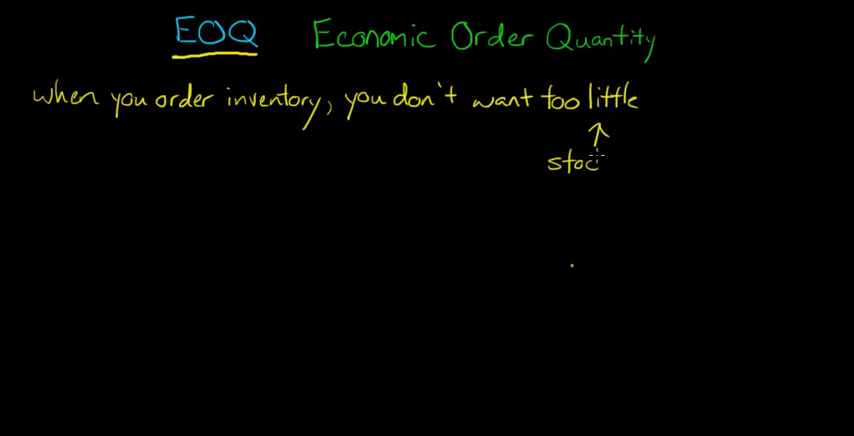 EOQ Economic Order Quantity
when you order inventory, you don't want too little
stoc